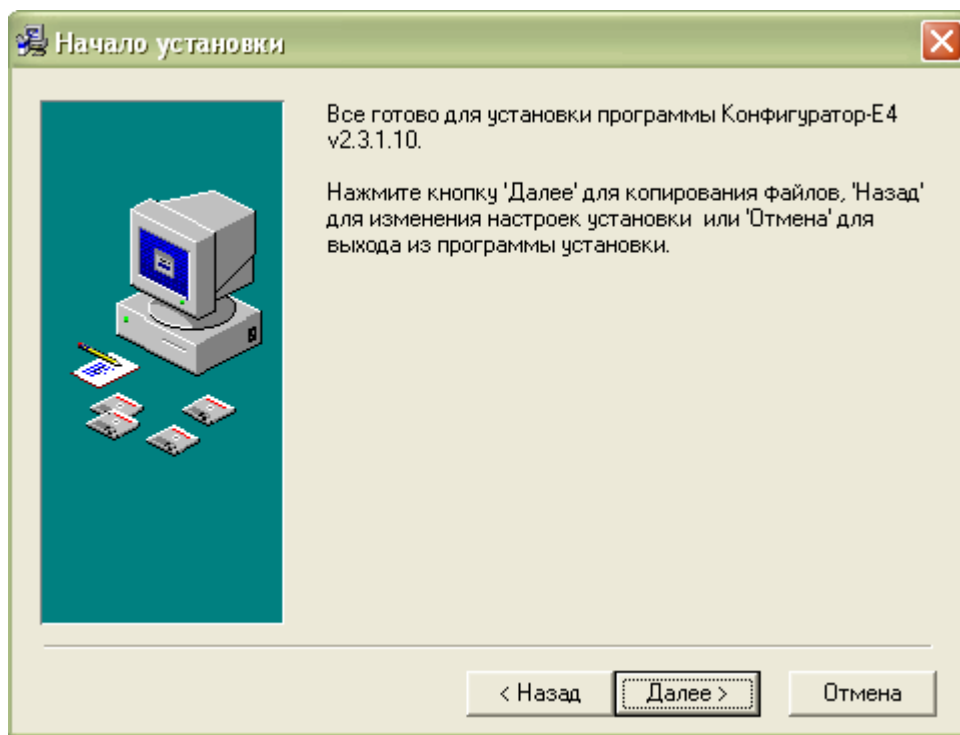 Начало установки
Все готово для установки программы Конфигуратор-Е4
v2.3.1.10.
Нажмите кнопку 'Далее' для копирования файлов, 'Назад'
для изменения настроек установки или 'Отмена' для
выхода из программы установки.
< Назад
Далее >
Отмена